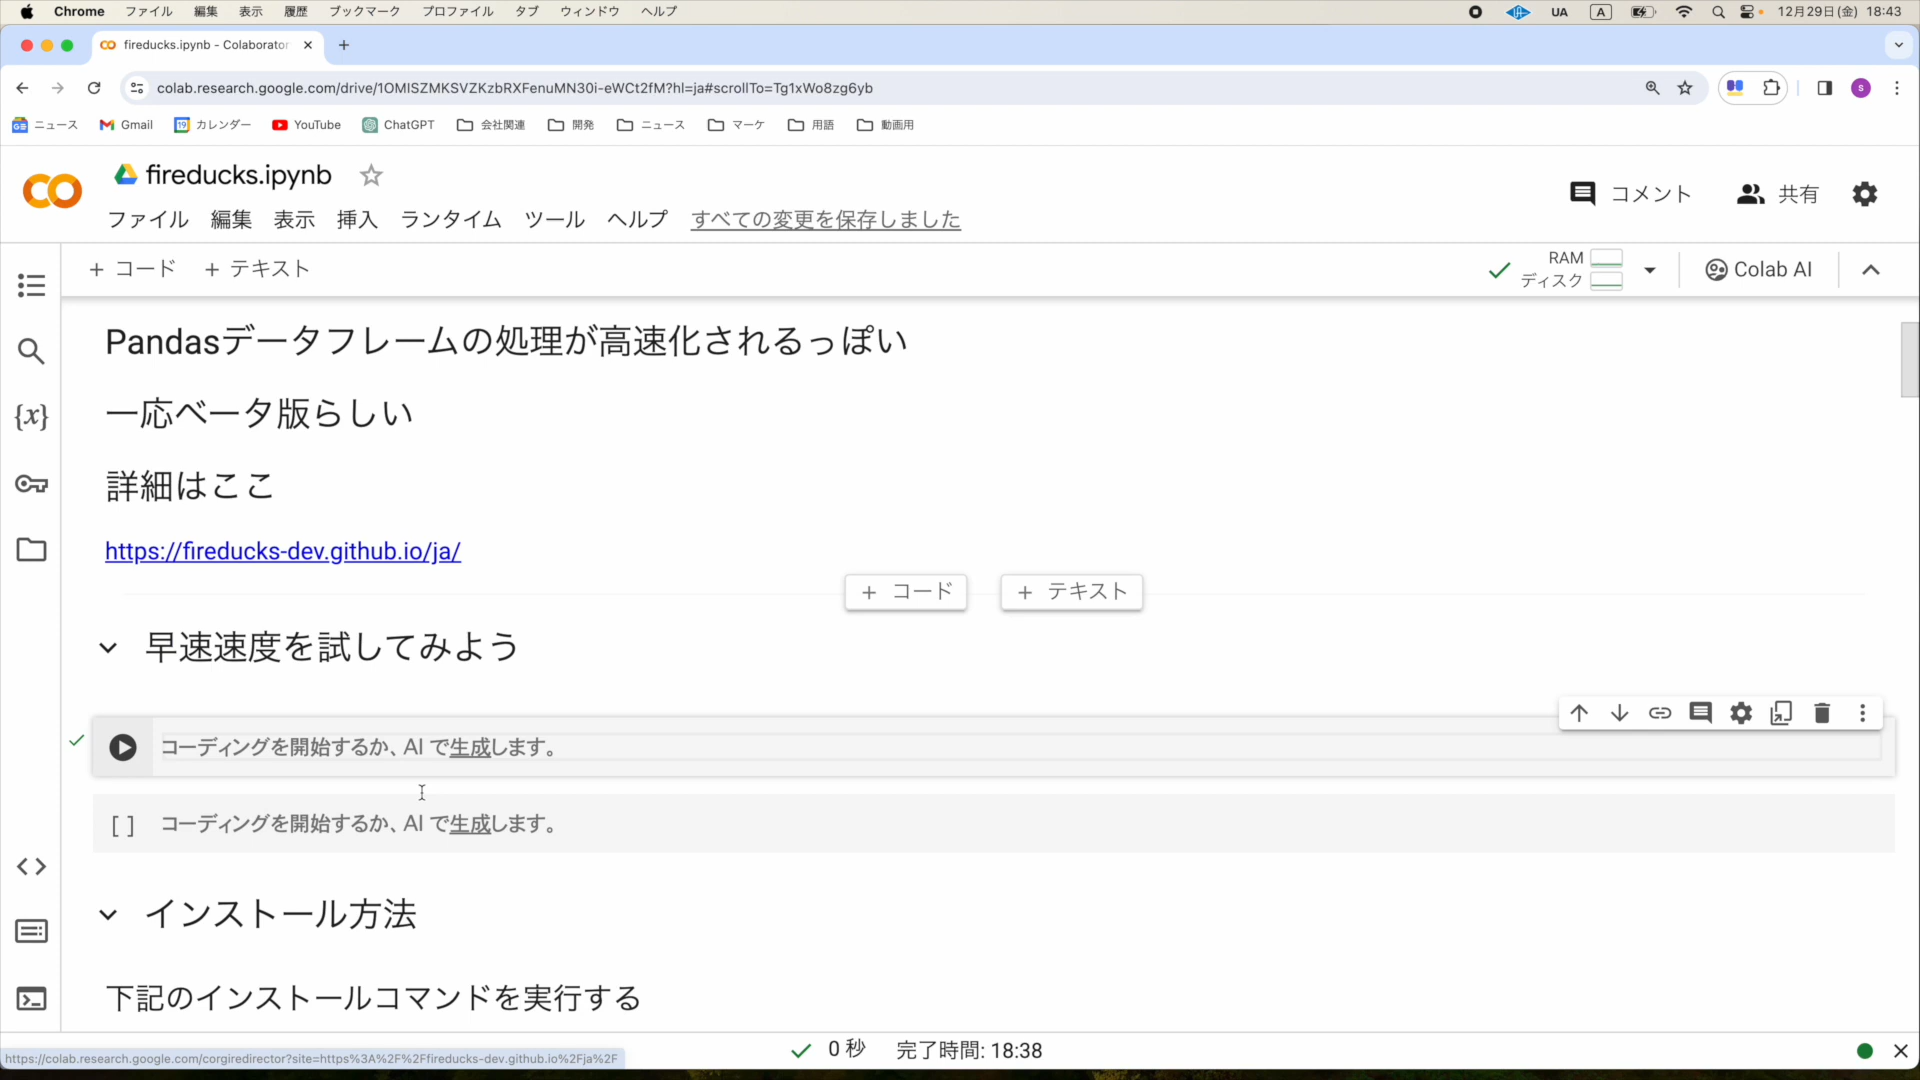 Chrome ファイル 編集 表示 履歴 ブックマーク プロファイル タブ ウィンドウ ヘルプ UA A 12月29日(金) 18:43
fireducks.ipynb - Colaborator
colab.research.google.com/drive/1OMISZMKSVZKzbRXFenuMN30i-eWCt2fM?hl=ja#scrollTo=Tg1xWo8zg6yb S
ニュース Gmail カレンダー YouTube ChatGPT 会社関連 開発 ニュース マーケ 用語 動画用
fireducks.ipynb
コメント 共有
ファイル 編集 表示 挿入 ランタイム ツール ヘルプ すべての変更を保存しました
+ コード + テキスト
RAM
ディスク
Colab AI
Pandasデータフレームの処理が高速化されるっぽい
一応ベータ版らしい
詳細はここ
https://fireducks-dev.github.io/ja/
+ コード + テキスト
早速速度を試してみよう
コーディングを開始するか、AI で生成します。
[ ] コーディングを開始するか、AI で生成します。
インストール方法
下記のインストールコマンドを実行する
0 秒 完了時間: 18:38
https://colab.research.google.com/corgiredirector?site=https%3A%2F%2Ffireducks-dev.github.io%2Fja%2F